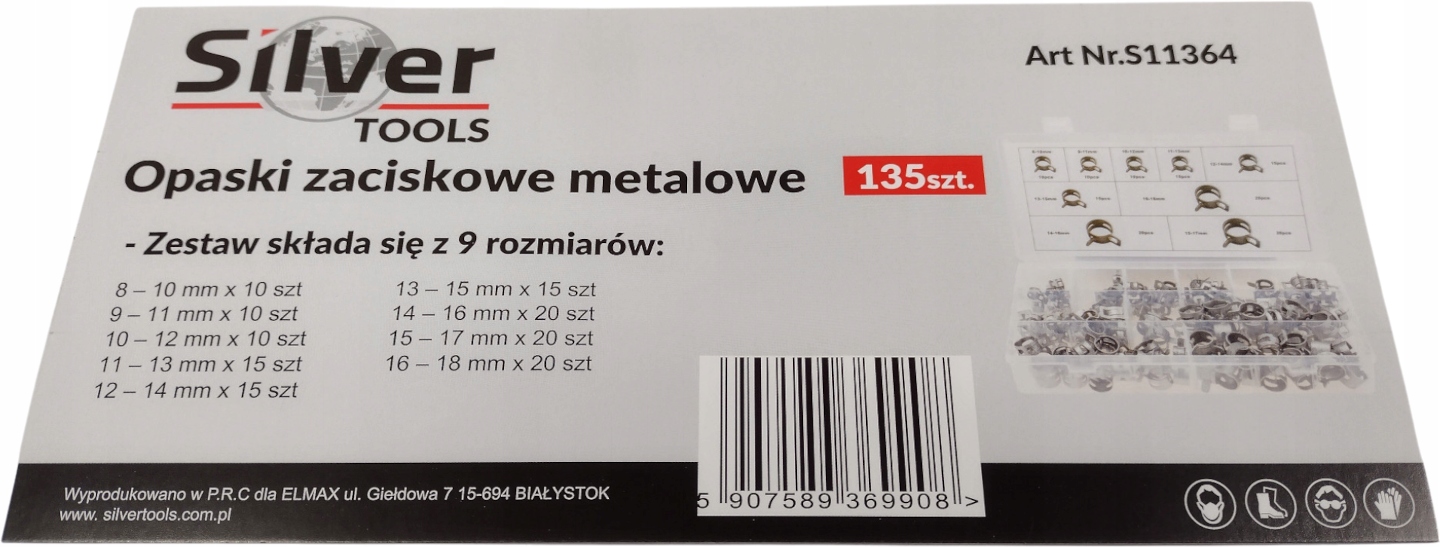 Silver
TOOLS
Art Nr.S11364
Opaski zaciskowe metalowe
135szt.
- Zestaw składa się z 9 rozmiarów:
8 – 10 mm x 10 szt
9 – 11 mm x 10 szt
10 – 12 mm x 10 szt
11 – 13 mm x 15 szt
12 – 14 mm x 15 szt
13 – 15 mm x 15 szt
14 – 16 mm x 20 szt
15 – 17 mm x 20 szt
16 – 18 mm x 20 szt
5 907589 369908 >
Wyprodukowano w P.R.C dla ELMAX ul. Giełdowa 7 15-694 BIAŁYSTOK
www. silvertools.com.pl